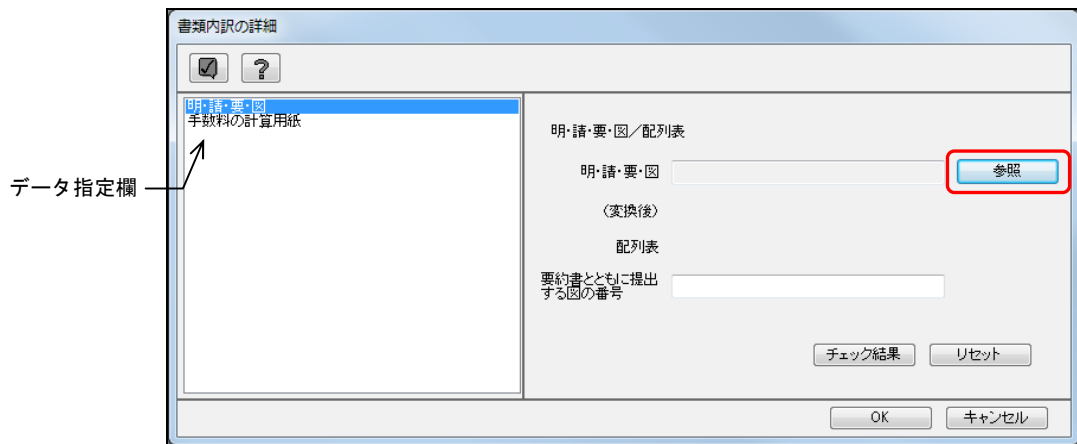 書類内訳の詳細
明・請・要・図
手数料の計算用紙
データ指定欄
明・請・要・図/配列表
明・請・要・図
参照
(変換後)
配列表
要約書とともに提出
する図の番号
チェック結果
リセット
OK
キャンセル